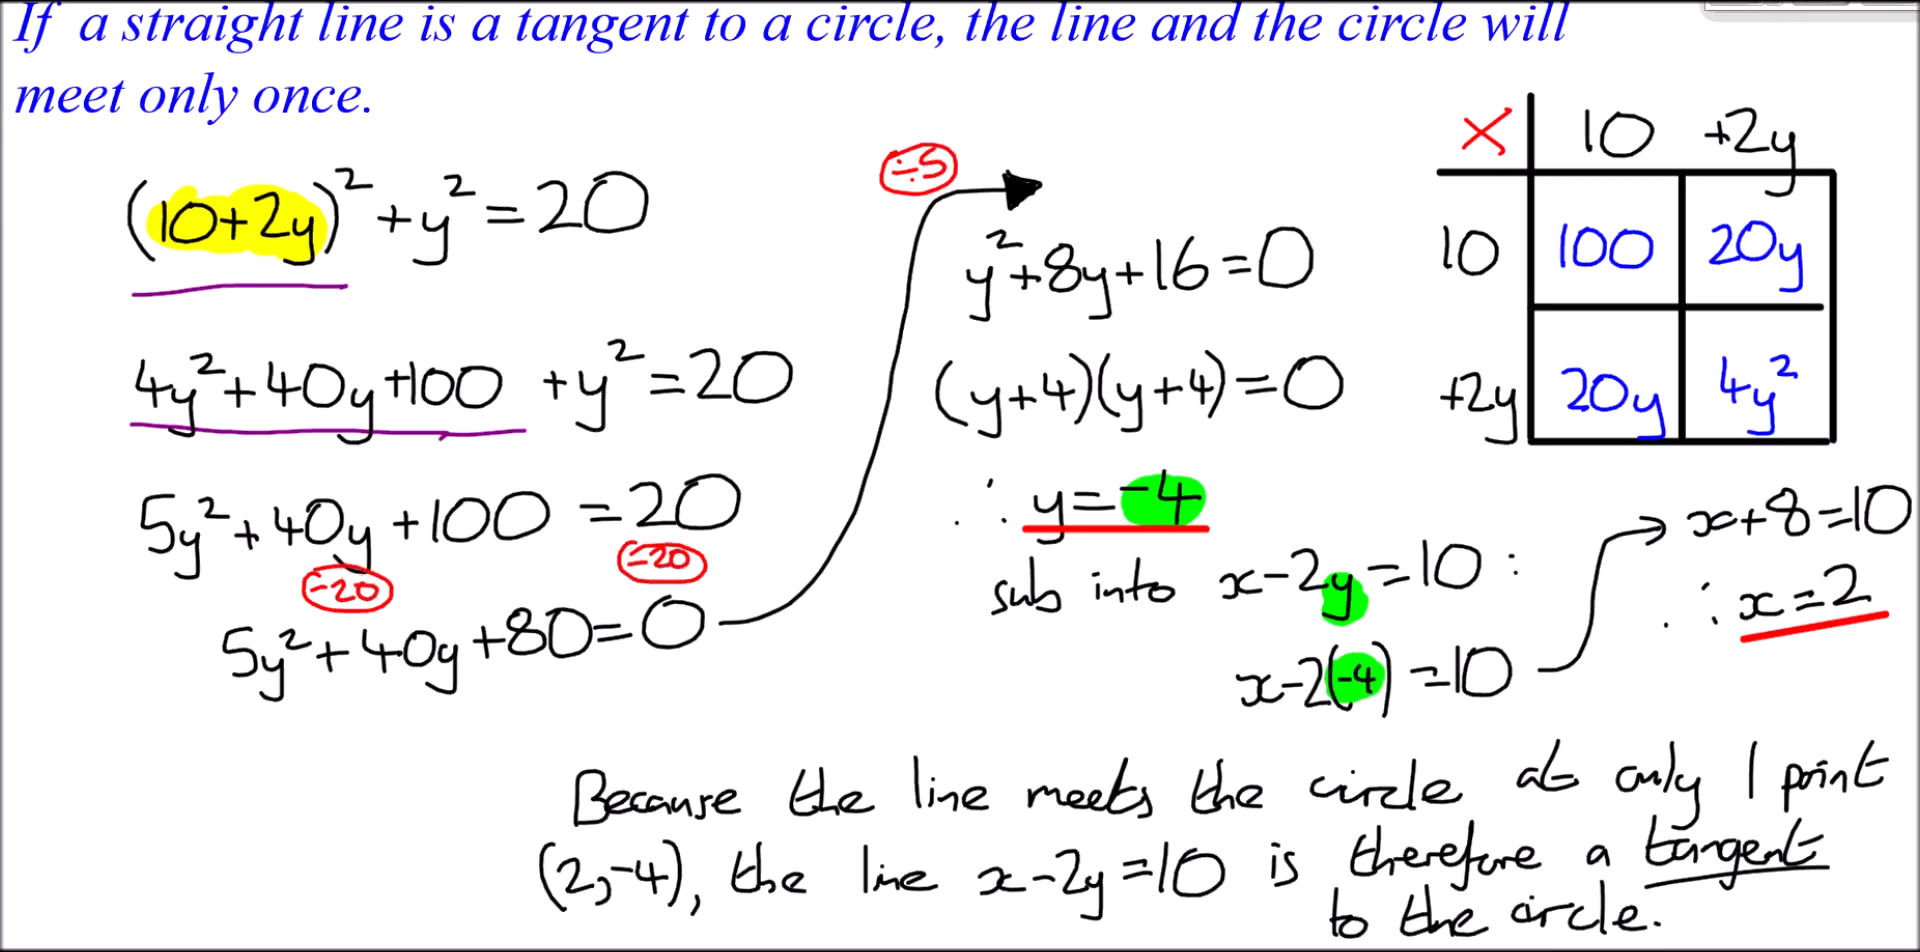 If a straight line is a tangent to a circle, the line and the circle will
meet only once.
(10+2y)²+y²=20
4y²+40y+100 +y²=20
5y²+40y+100 =20
-20 -20
5y²+40y+80=0
÷5
y²+8y+16=0
(y+4)(y+4)=0
∴ y=-4
sub into x-2y=10:
x-2(-4)=10
x+8=10
∴ x=2
× 10 +2y
10 100 20y
+2y 20y 4y²
Because the line meets the circle at only 1 point
(2,-4), the line x-2y=10 is therefore a tangent
to the circle.